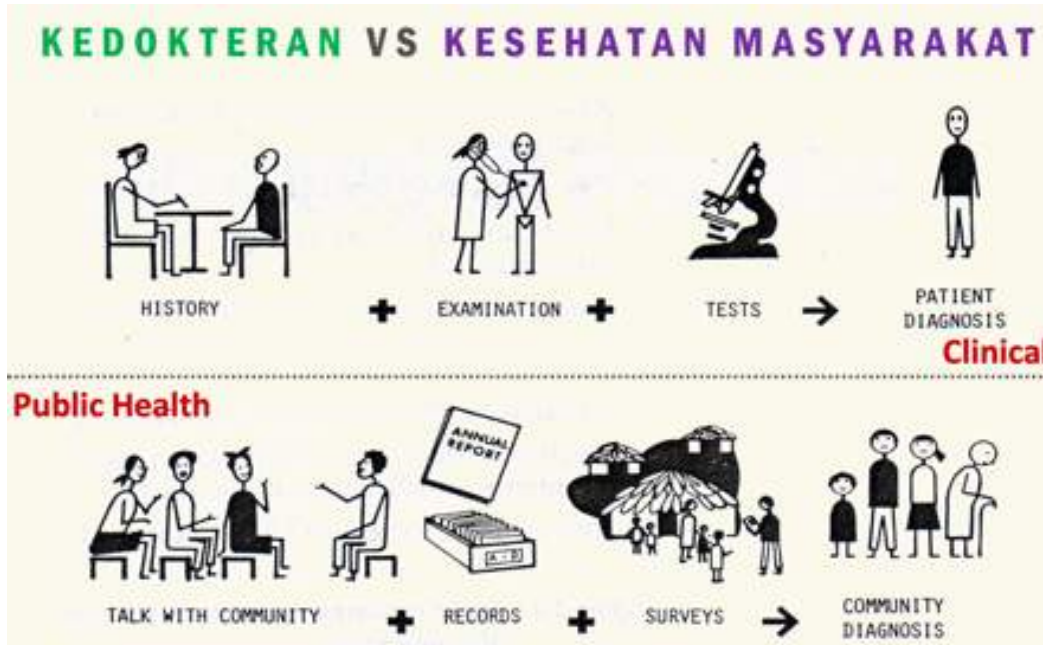 KEDOKTERAN VS KESEHATAN MASYARAKAT
HISTORY + EXAMINATION + TESTS → PATIENT
DIAGNOSIS
Clinical
Public Health
ANNUAL
REPORT
A - D
TALK WITH COMMUNITY + RECORDS + SURVEYS → COMMUNITY
DIAGNOSIS